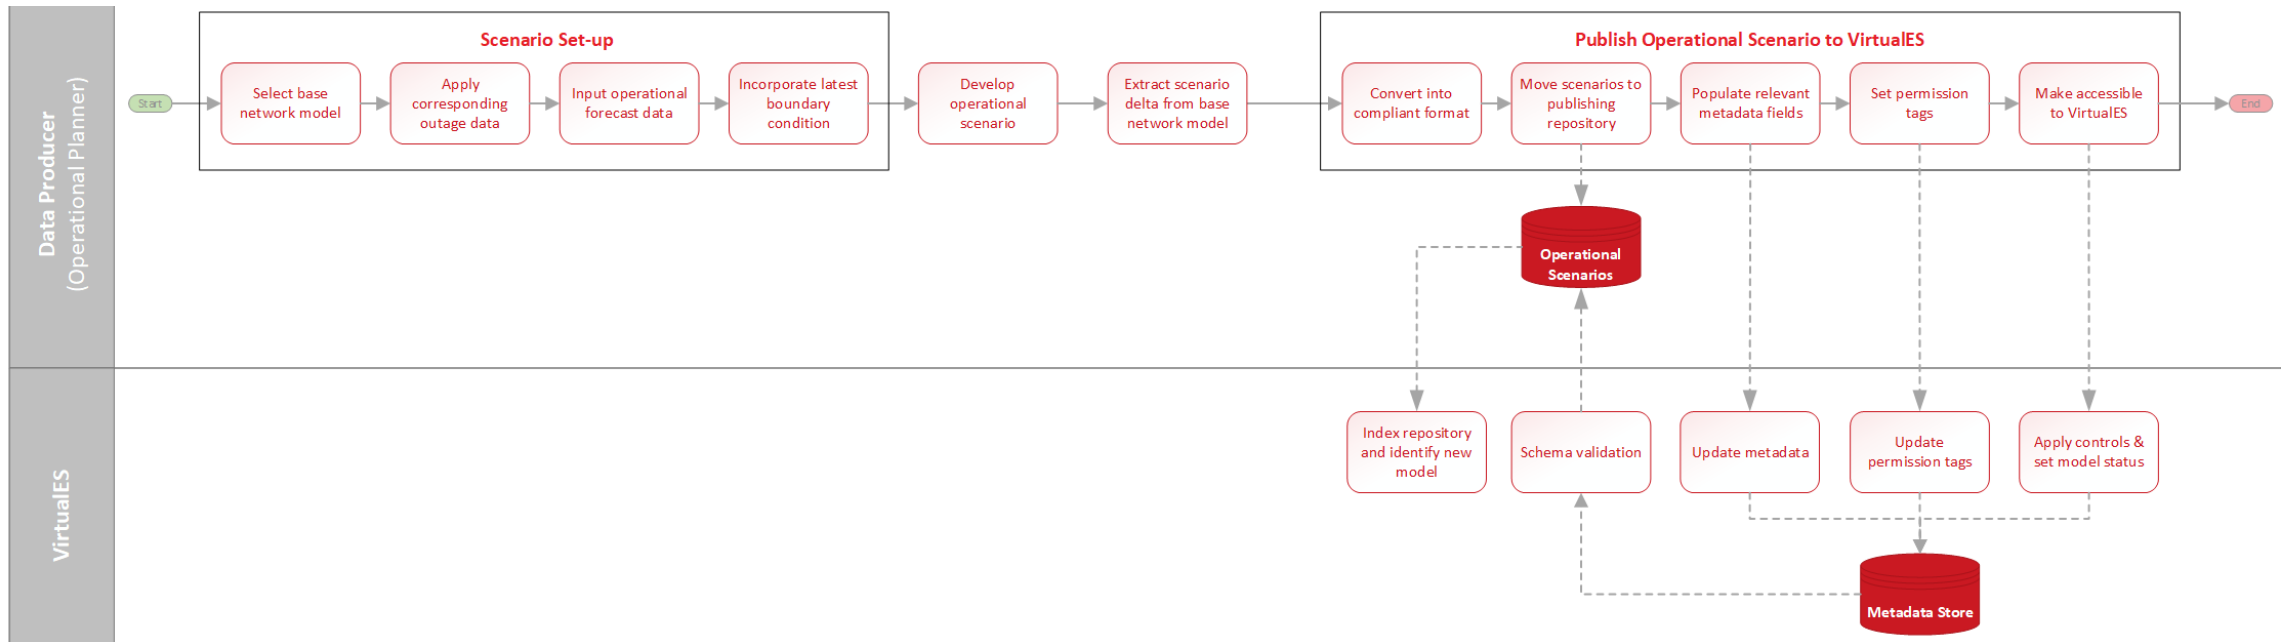 Data Producer
(Operational Planner)
Scenario Set-up
Publish Operational Scenario to VirtualES
Start
Select base
network model
Apply
corresponding
outage data
Input operational
forecast data
Incorporate latest
boundary
condition
Develop
operational
scenario
Extract scenario
delta from base
network model
Convert into
compliant format
Move scenarios to
publishing
repository
Populate relevant
metadata fields
Set permission
tags
Make accessible
to VirtualES
End
Operational
Scenarios
VirtualES
Index repository
and identify new
model
Schema validation
Update metadata
Update
permission tags
Apply controls &
set model status
Metadata Store